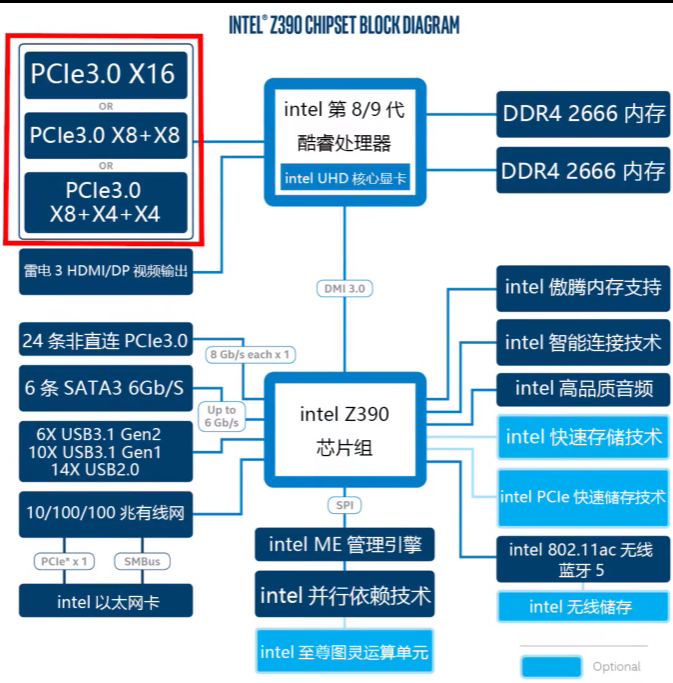 INTEL® Z390 CHIPSET BLOCK DIAGRAM
PCIe3.0 X16
OR
PCIe3.0 X8+X8
OR
PCIe3.0
X8+X4+X4
雷电 3 HDMI/DP 视频输出
intel 第 8/9 代
酷睿处理器
intel UHD 核心显卡
DDR4 2666 内存
DDR4 2666 内存
DMI 3.0
24 条非直连 PCIe3.0
8 Gb/s each x 1
6 条 SATA3 6Gb/S
Up to
6 Gb/s
6X USB3.1 Gen2
10X USB3.1 Gen1
14X USB2.0
10/100/100 兆有线网
PCIe* x 1
SMBus
intel 以太网卡
intel Z390
芯片组
SPI
intel ME 管理引擎
intel 并行依赖技术
intel 至尊图灵运算单元
intel 傲腾内存支持
intel 智能连接技术
intel 高品质音频
intel 快速存储技术
intel PCIe 快速储存技术
intel 802.11ac 无线
蓝牙 5
intel 无线储存
Optional